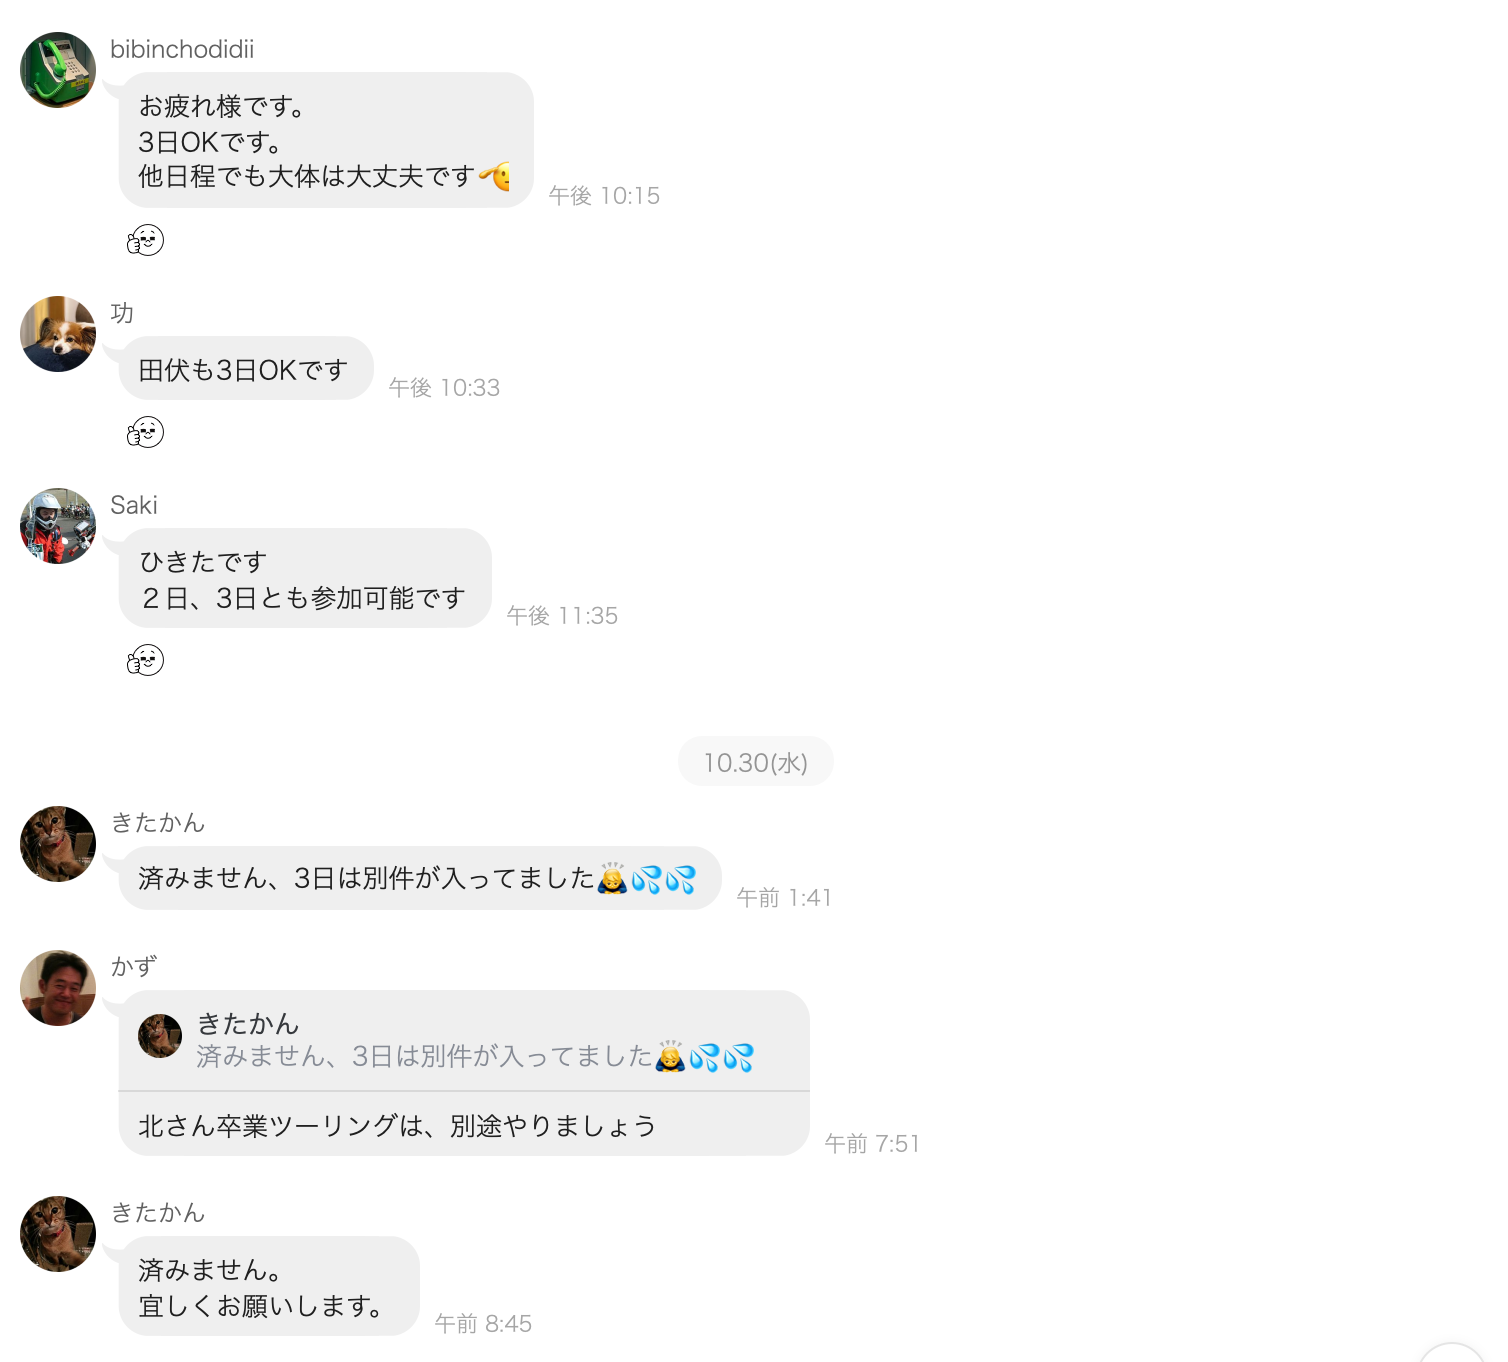 bibinchodidii
お疲れ様です。
3日OKです。
他日程でも大体は大丈夫です🫡
午後 10:15
功
田伏も3日OKです
午後 10:33
Saki
ひきたです
２日、3日とも参加可能です
午後 11:35
10.30(水)
きたかん
済みません、3日は別件が入ってました🙇💦💦
午前 1:41
かず
きたかん
済みません、3日は別件が入ってました🙇💦💦
北さん卒業ツーリングは、別途やりましょう
午前 7:51
きたかん
済みません。
宜しくお願いします。
午前 8:45